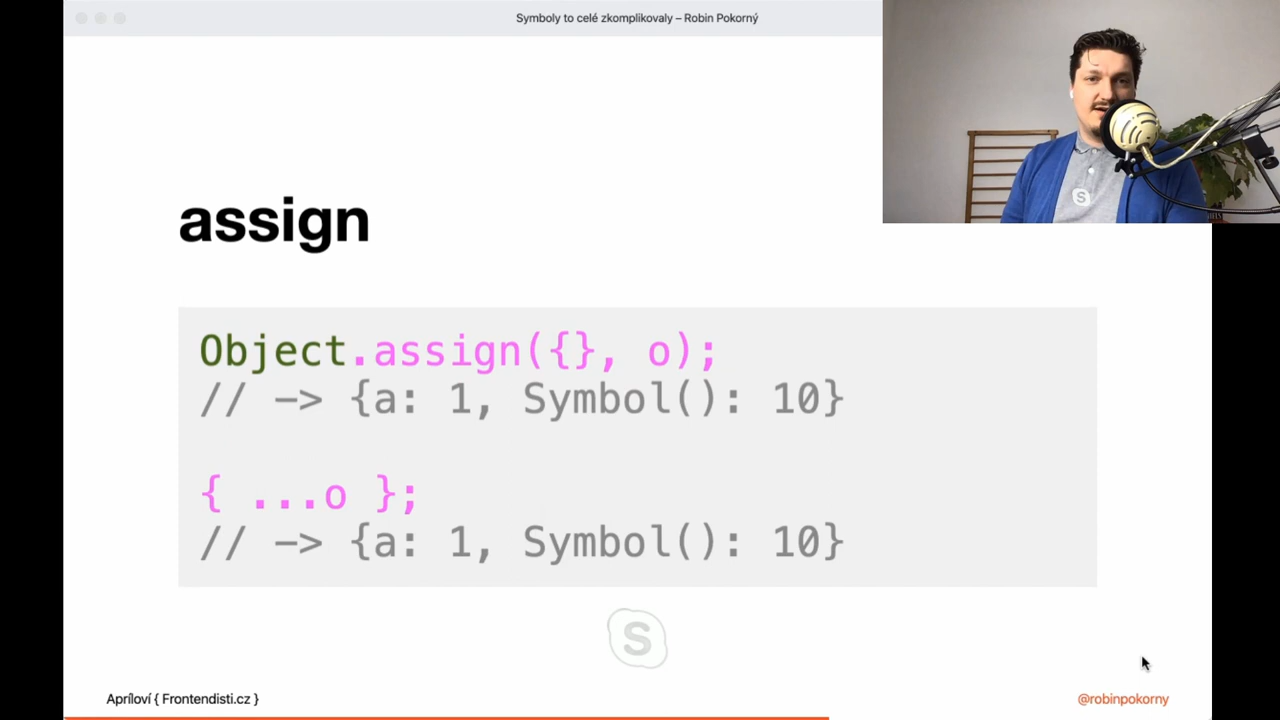 Symboly to celé zkomplikovaly – Robin Pokorný
assign
Object.assign({}, o);
// —> {a: 1, Symbol(): 10}
{ ...o };
// —> {a: 1, Symbol(): 10}
S
Apríloví { Frontendisti.cz }
@robinpokorny